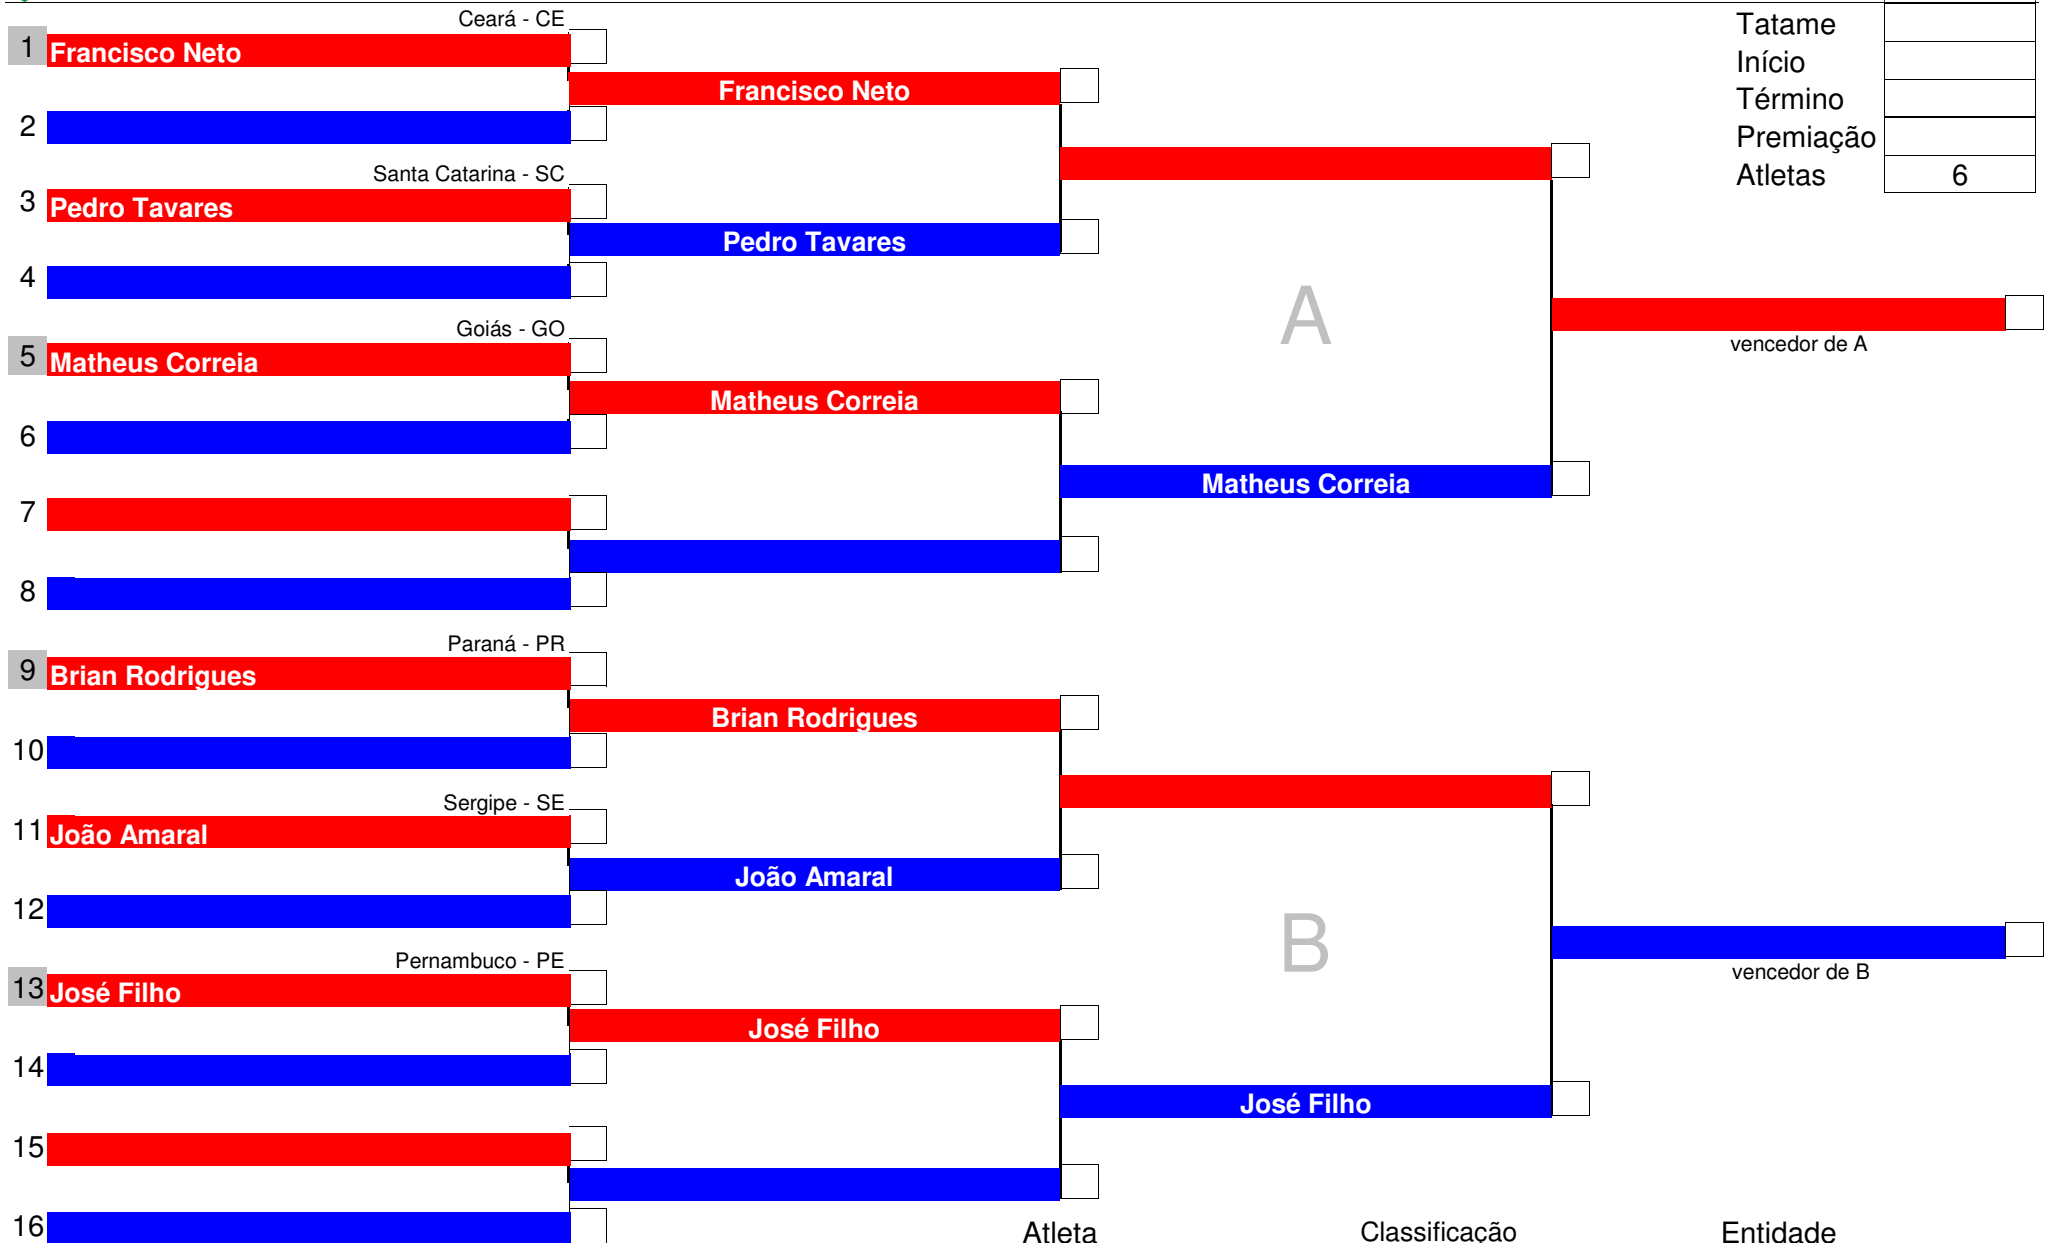 Ceará - CE
1 Francisco Neto
Francisco Neto
2
Santa Catarina - SC
3 Pedro Tavares
Pedro Tavares
4
Goiás - GO
5 Matheus Correia
Matheus Correia
6
Matheus Correia
7
8
Paraná - PR
9 Brian Rodrigues
Brian Rodrigues
10
Sergipe - SE
11 João Amaral
João Amaral
12
Pernambuco - PE
13 José Filho
José Filho
14
José Filho
15
16
A
vencedor de A
B
vencedor de B
Tatame
Início
Término
Premiação
Atletas 6
Atleta Classificação Entidade